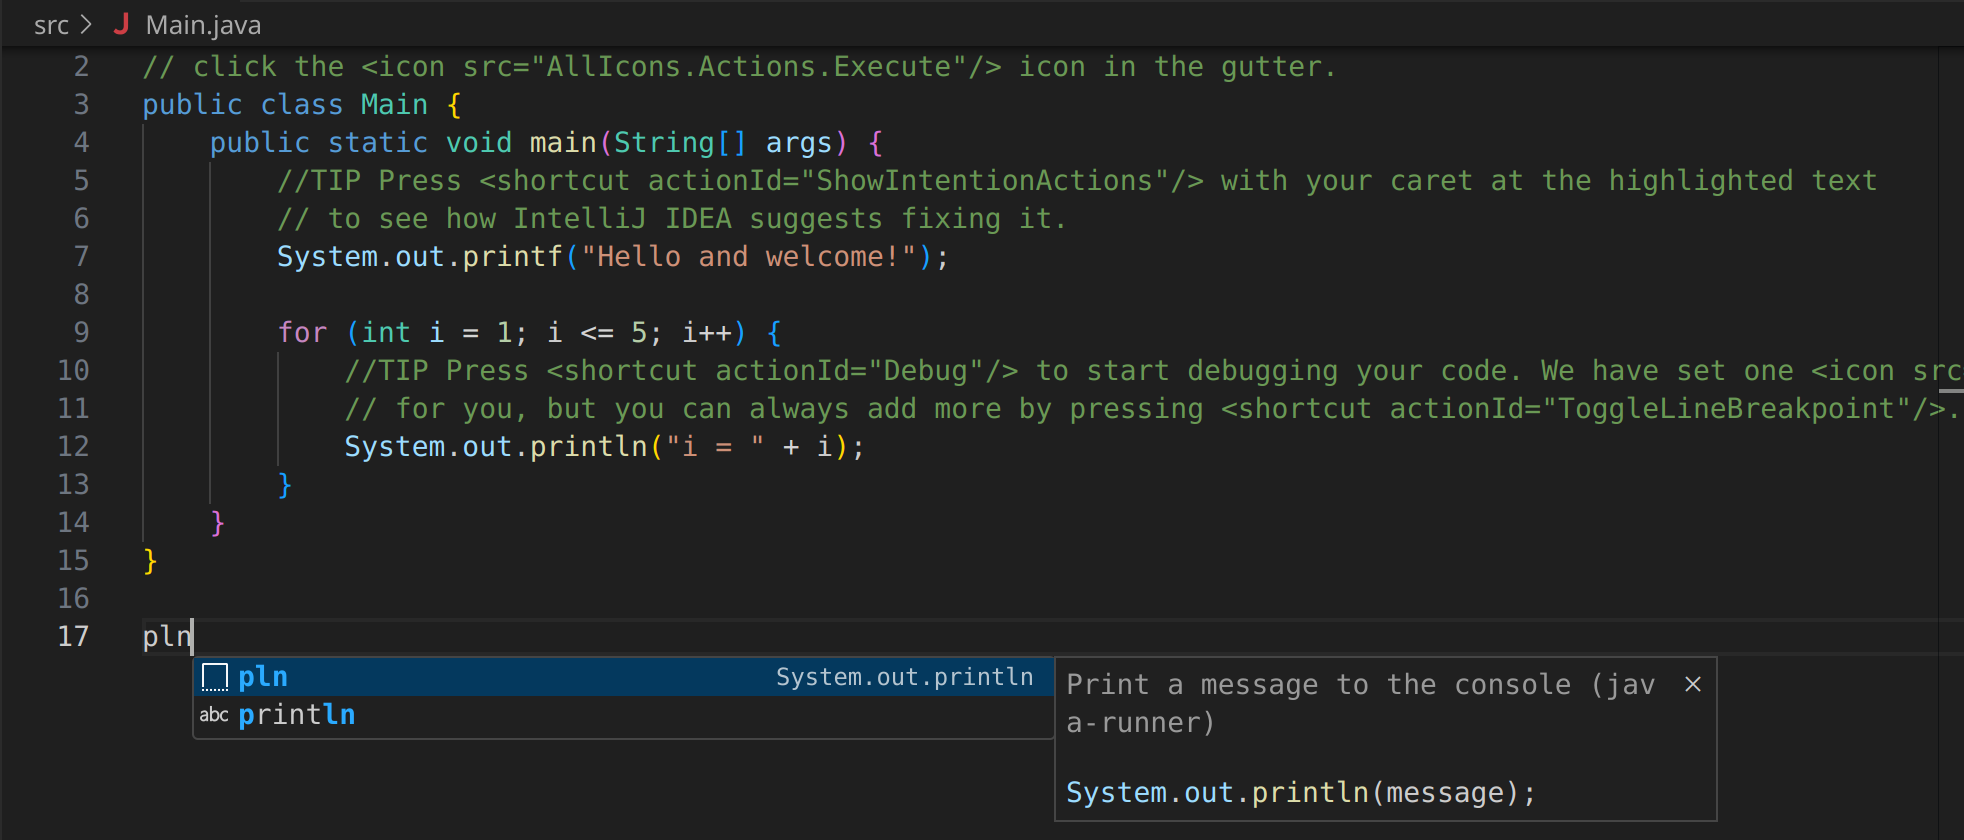 src > J Main.java
2 // click the <icon src="AllIcons.Actions.Execute"/> icon in the gutter.
3 public class Main {
4     public static void main(String[] args) {
5         //TIP Press <shortcut actionId="ShowIntentionActions"/> with your caret at the highlighted text
6         // to see how IntelliJ IDEA suggests fixing it.
7         System.out.printf("Hello and welcome!");
8
9         for (int i = 1; i <= 5; i++) {
10             //TIP Press <shortcut actionId="Debug"/> to start debugging your code. We have set one <icon src
11             // for you, but you can always add more by pressing <shortcut actionId="ToggleLineBreakpoint"/>.
12             System.out.println("i = " + i);
13         }
14     }
15 }
16
17 pln
pln System.out.println
abc println
Print a message to the console (jav
a-runner)
System.out.println(message);